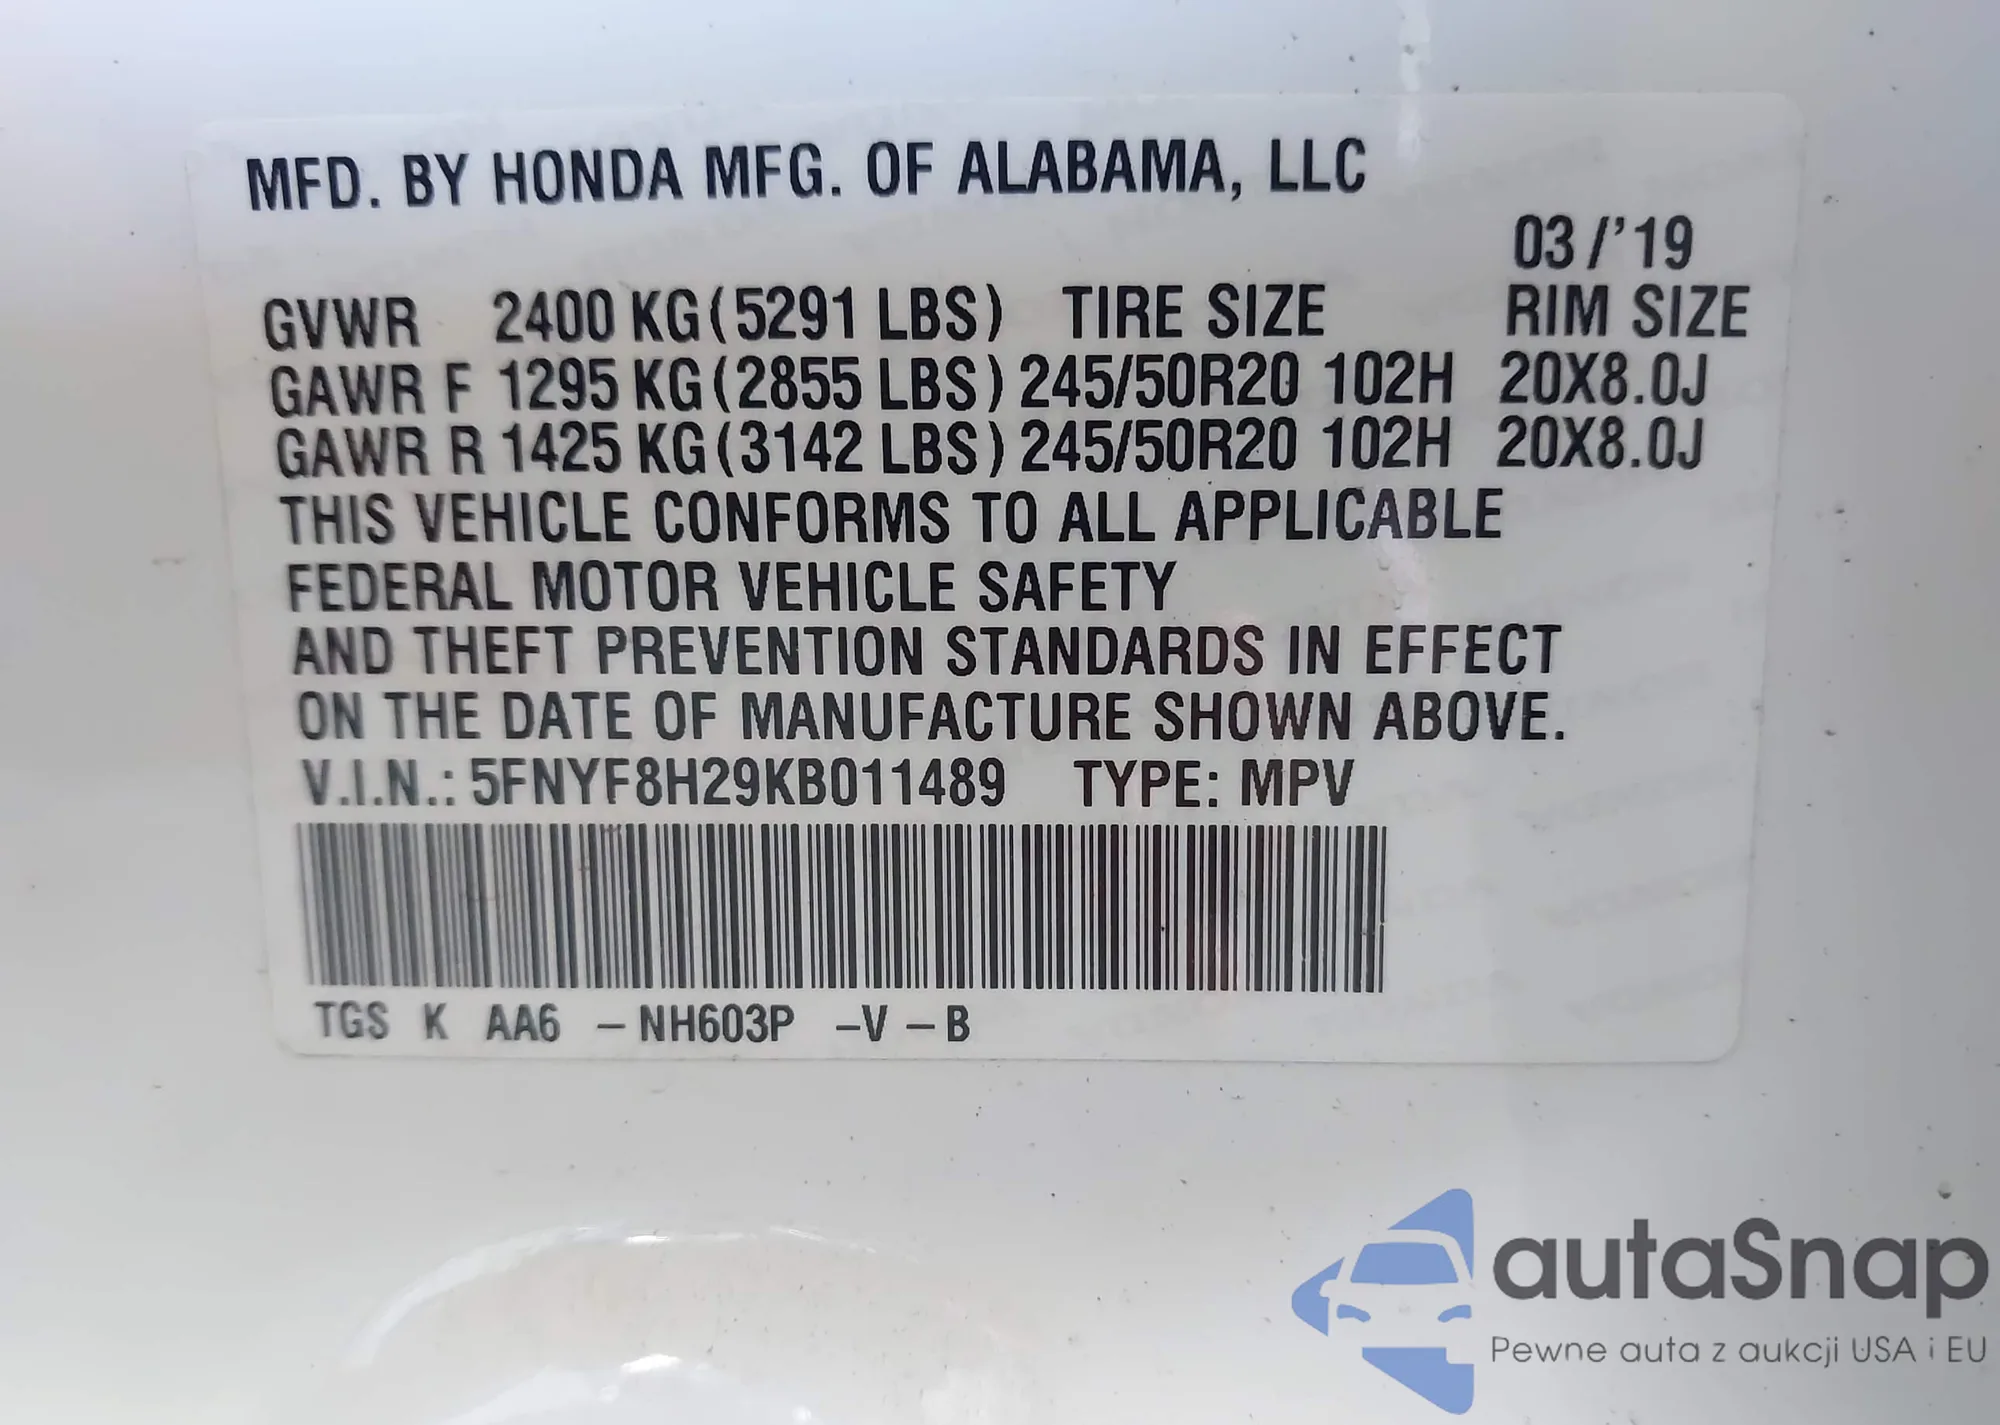 MFD. BY HONDA MFG. OF ALABAMA, LLC
03/'19
GVWR 2400 KG(5291 LBS) TIRE SIZE RIM SIZE
GAWR F 1295 KG(2855 LBS) 245/50R20 102H 20X8.0J
GAWR R 1425 KG(3142 LBS) 245/50R20 102H 20X8.0J
THIS VEHICLE CONFORMS TO ALL APPLICABLE
FEDERAL MOTOR VEHICLE SAFETY
AND THEFT PREVENTION STANDARDS IN EFFECT
ON THE DATE OF MANUFACTURE SHOWN ABOVE.
V.I.N.: 5FNYF8H29KB011489 TYPE: MPV
TGS K AA6 -NH603P -V -B
autaSnap
Pewne auta z aukcji USA i EU